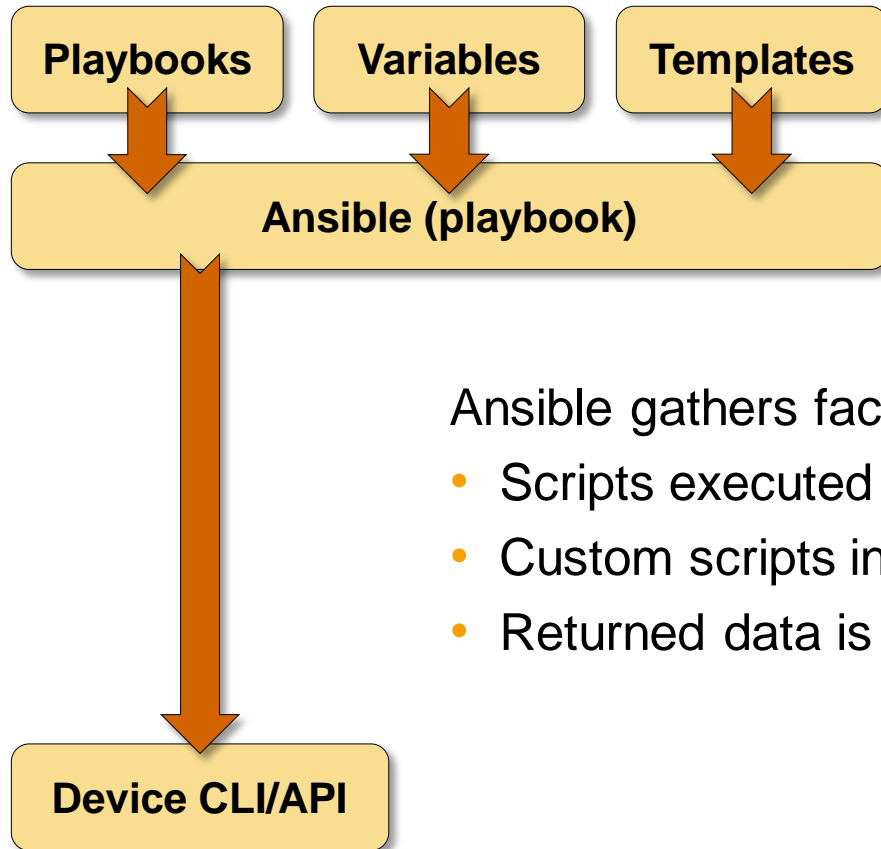 Playbooks Variables Templates
Ansible (playbook)
Ansible gathers fac
• Scripts executed
• Custom scripts in
• Returned data is
Device CLI/API